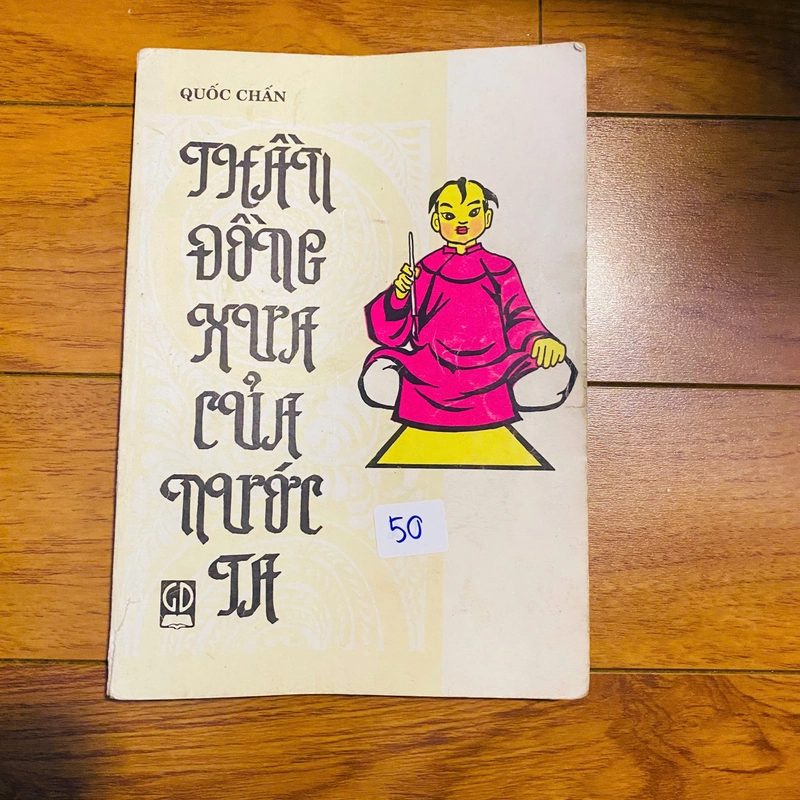 QUỐC CHẤN
THẦN
ĐỒNG
XƯA
CỦA
NƯỚC
TA
50
GD